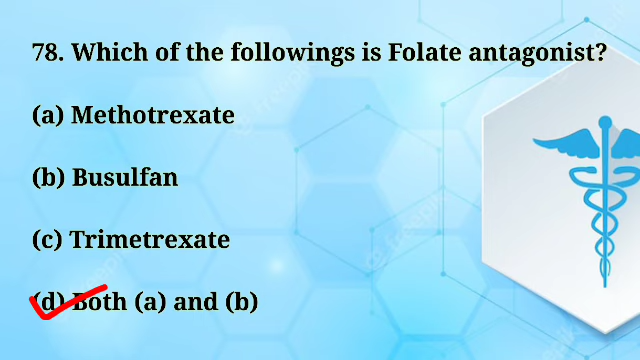 78. Which of the followings is Folate antagonist?
(a) Methotrexate
(b) Busulfan
(c) Trimetrexate
(d) Both (a) and (b)